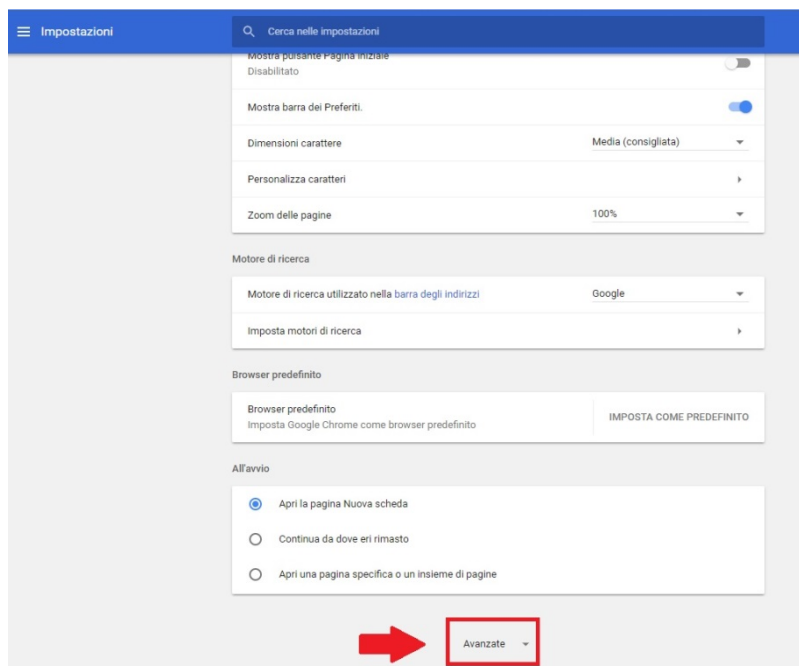 Impostazioni
Cerca nelle impostazioni
Mostra pulsante Pagina iniziale
Disabilitato
Mostra barra dei Preferiti.
Dimensioni carattere Media (consigliata)
Personalizza caratteri
Zoom delle pagine 100%
Motore di ricerca
Motore di ricerca utilizzato nella barra degli indirizzi Google
Imposta motori di ricerca
Browser predefinito
Browser predefinito
Imposta Google Chrome come browser predefinito IMPOSTA COME PREDEFINITO
All'avvio
Apri la pagina Nuova scheda
Continua da dove eri rimasto
Apri una pagina specifica o un insieme di pagine
Avanzate